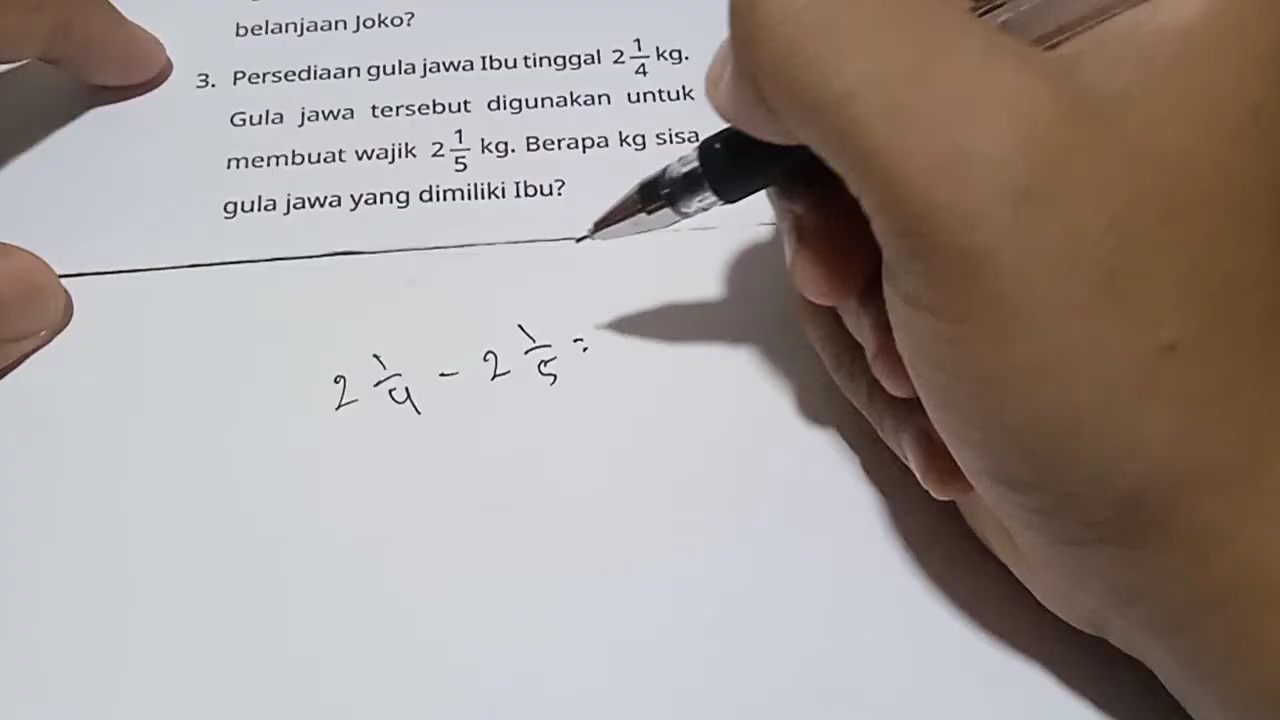 belanjaan Joko?
3. Persediaan gula jawa Ibu tinggal 2 1/4 kg.
Gula jawa tersebut digunakan untuk
membuat wajik 2 1/5 kg. Berapa kg sisa
gula jawa yang dimiliki Ibu?
2 1/4 - 2 1/5 =